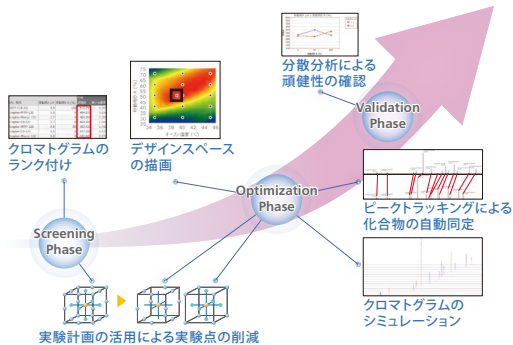 分散分析による
頑健性の確認
Validation
Phase
クロマトグラムの
ランク付け
デザインスペース
の描画
Optimization
Phase
ピークトラッキングによる
化合物の自動同定
Screening
Phase
クロマトグラムの
シミュレーション
実験計画の活用による実験点の削減